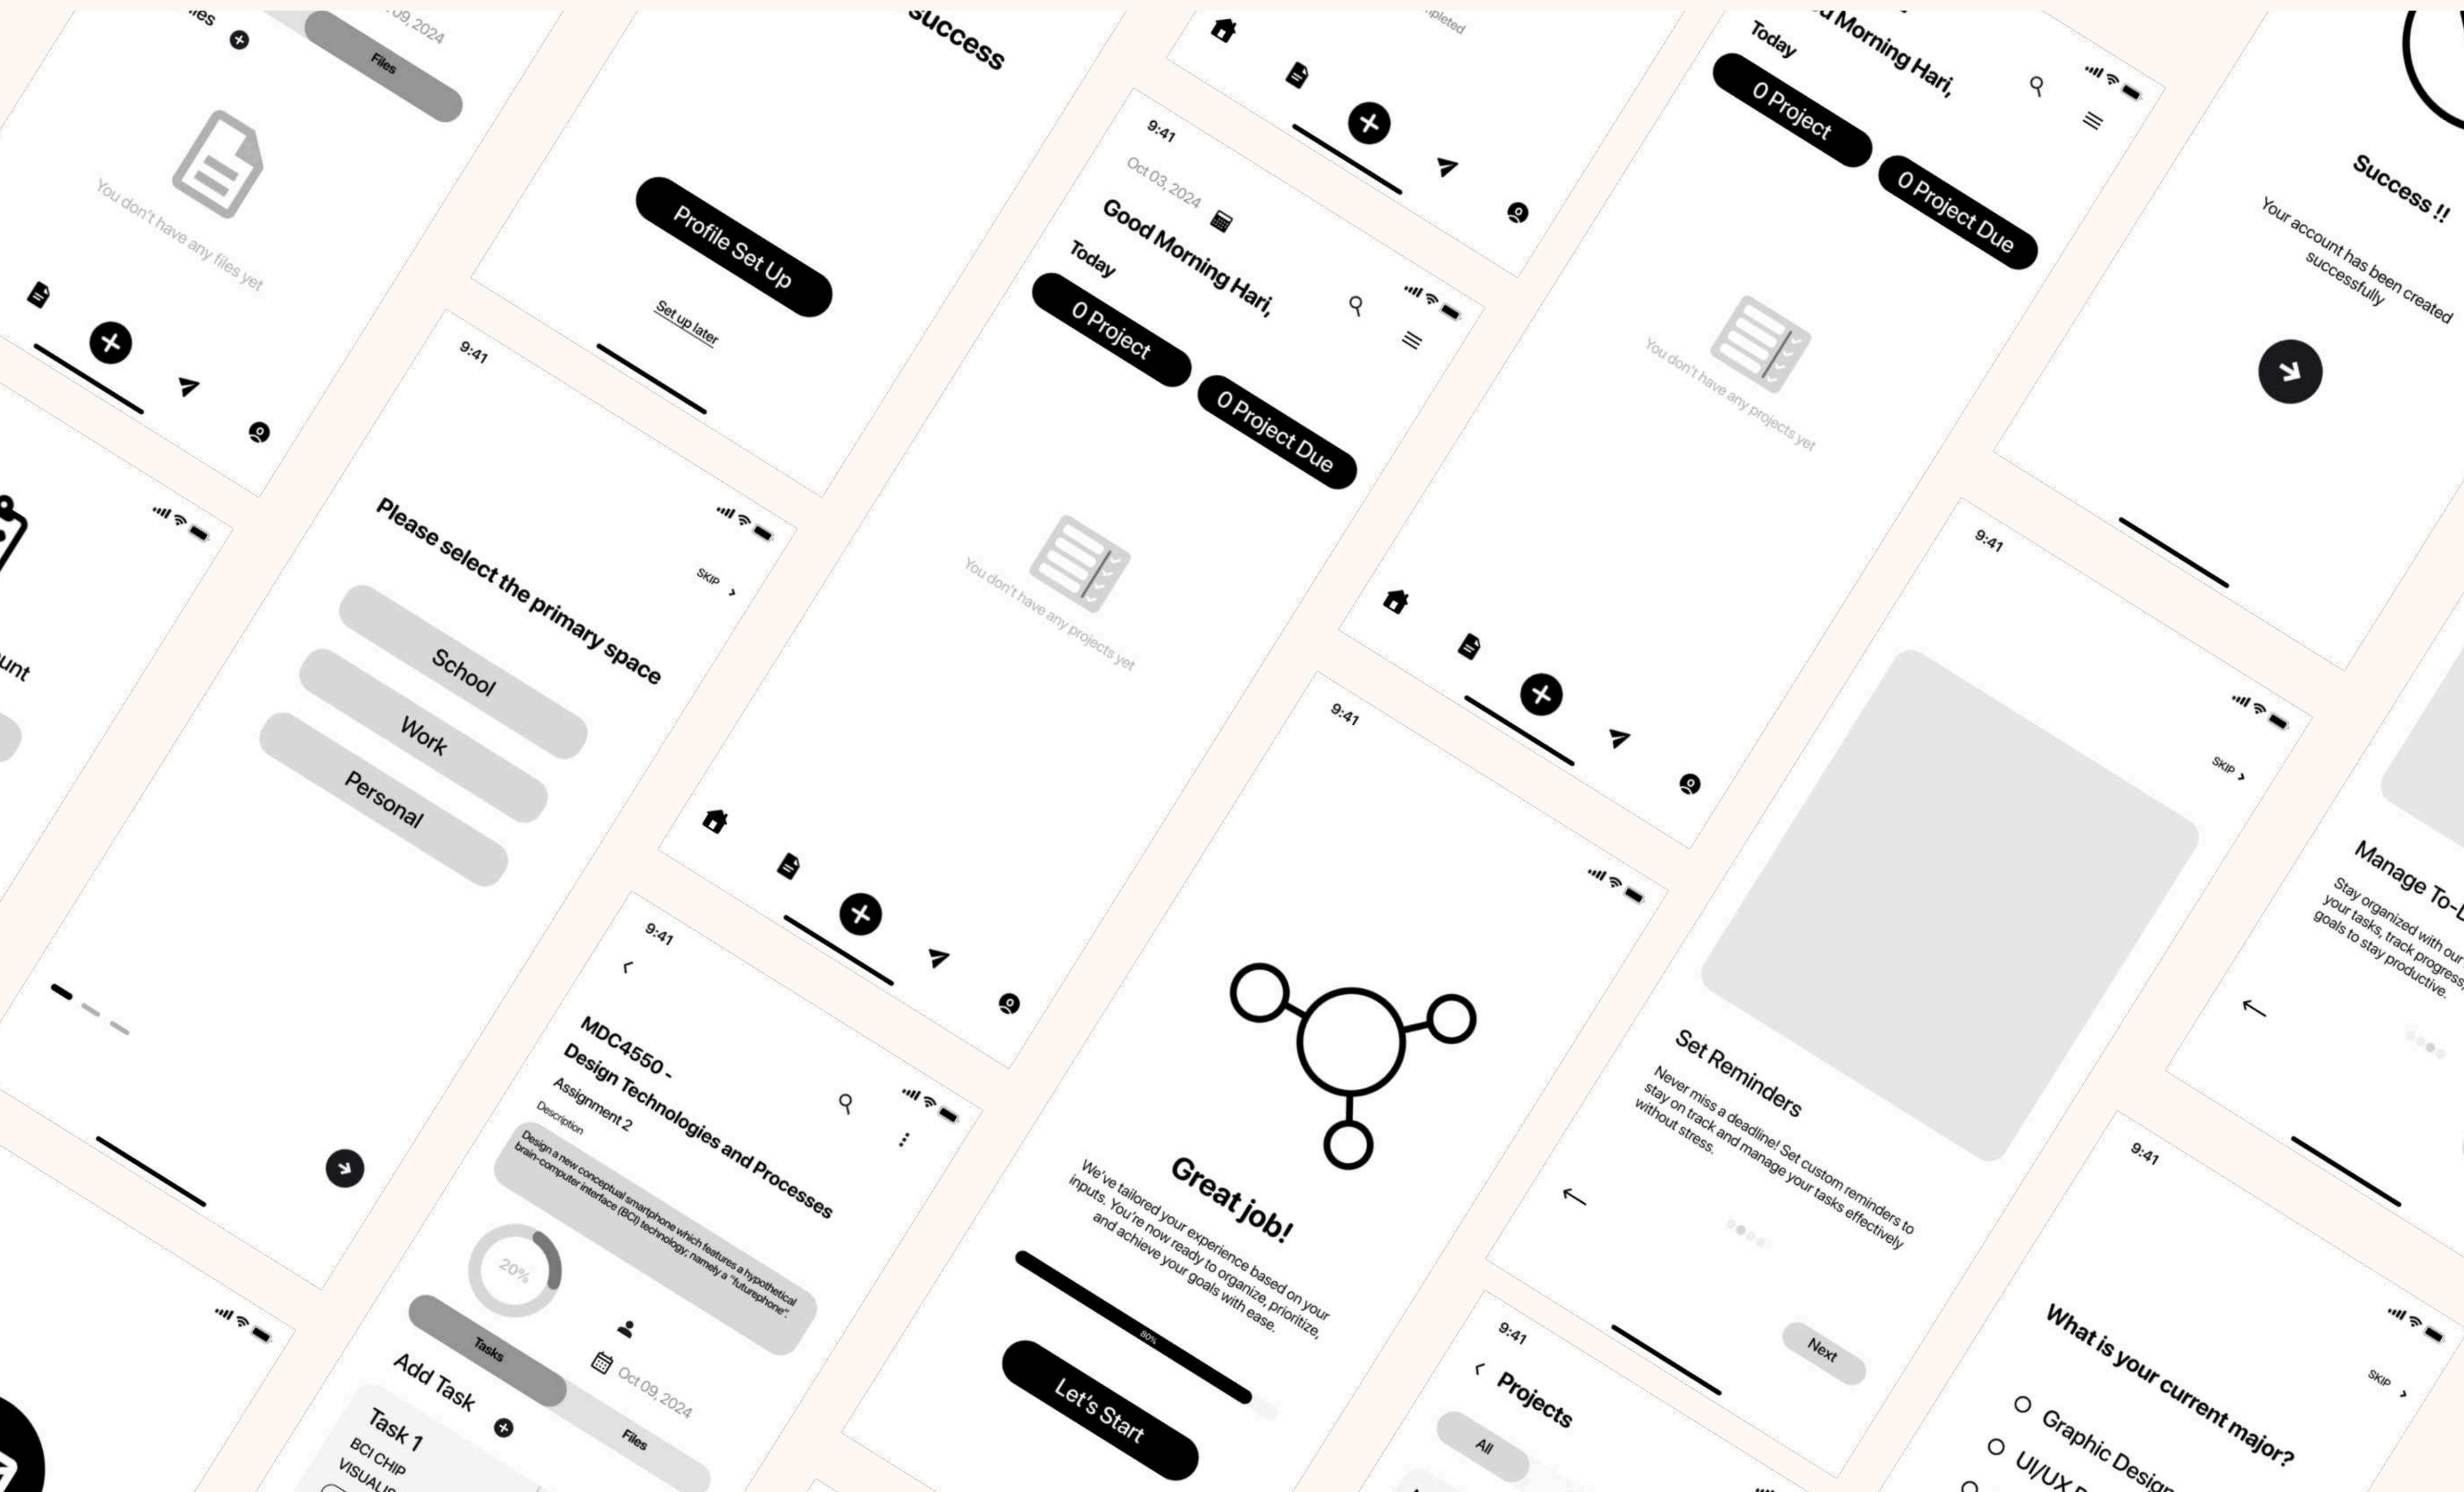 09, 2024
Files
You don't have any files yet
success
Profile Set Up
Set up later
9:41
Please select the primary space
SKIP
School
Work
Personal
9:41
Oct 03, 2024
Good Morning Hari,
Today
0 Project
0 Project Due
You don't have any projects yet
Morning Hari,
Today
0 Project
0 Project Due
You don't have any projects yet
Success !!
Your account has been created
successfully
9:41
MDC4550 -
Design Technologies and Processes
Assignment 2
Description
Design a new conceptual smartphone which features a hypothetical
brain-computer interface (BCI) technology; namely a "futurephone".
20%
Oct 09, 2024
Tasks
Files
Add Task
Task 1
BCI CHIP
9:41
Great job!
We've tailored your experience based on your
inputs. You're now ready to organize, prioritize,
and achieve your goals with ease.
80%
Let's Start
9:41
SKIP
Set Reminders
Never miss a deadline! Set custom reminders to
stay on track and manage your tasks effectively
without stress.
Next
Manage To-
Stay organized with our
your tasks, track progress,
goals to stay productive.
9:41
Projects
All
9:41
SKIP
What is your current major?
Graphic Design
UI/UX